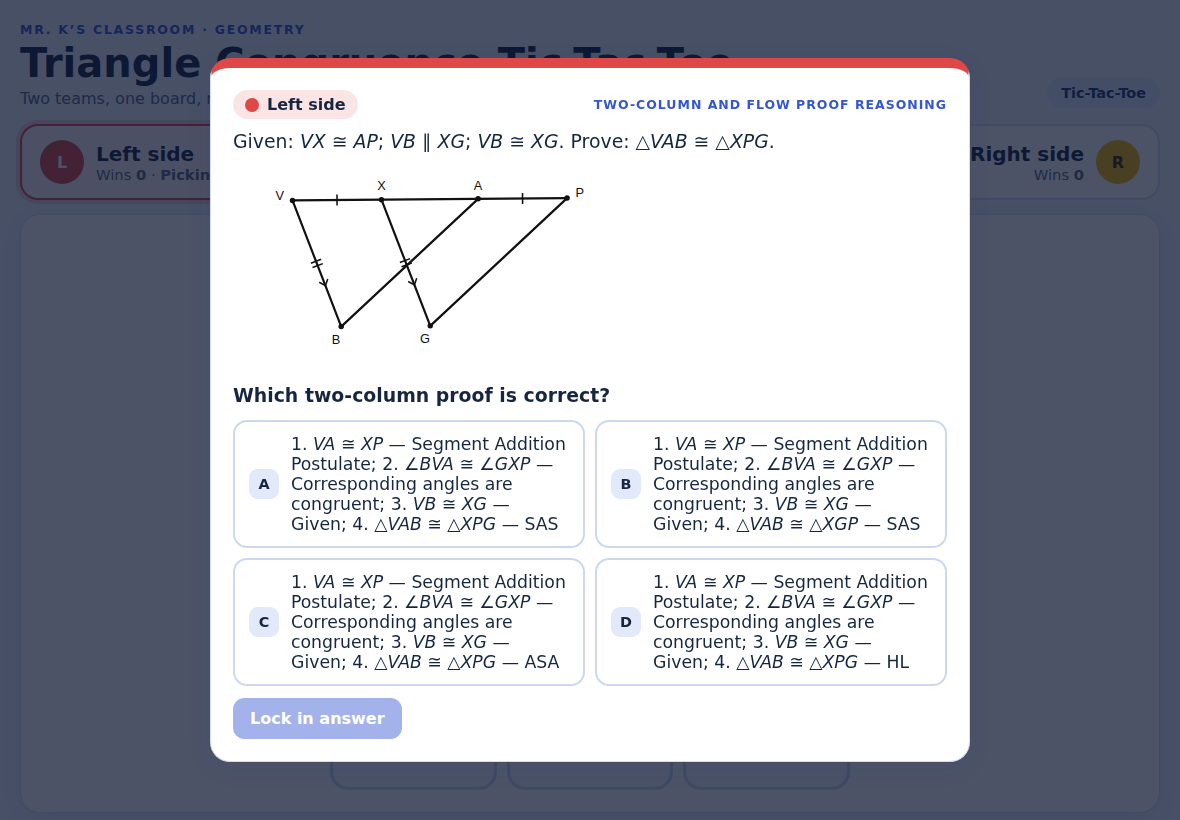 MR. K’S CLASSROOM · GEOMETRY
Triangle Congruence Tic-Tac-Toe
Two teams, one board,
Tic-Tac-Toe
L
Left side
Wins 0 · Pickin
Right side
Wins 0
R
Left side
TWO-COLUMN AND FLOW PROOF REASONING
Given: VX ≅ AP; VB ∥ XG; VB ≅ XG. Prove: △VAB ≅ △XPG.
V
X
A
P
B
G
Which two-column proof is correct?
A
1. VA ≅ XP — Segment Addition
Postulate; 2. ∠BVA ≅ ∠GXP —
Corresponding angles are
congruent; 3. VB ≅ XG —
Given; 4. △VAB ≅ △XPG — SAS
B
1. VA ≅ XP — Segment Addition
Postulate; 2. ∠BVA ≅ ∠GXP —
Corresponding angles are
congruent; 3. VB ≅ XG —
Given; 4. △VAB ≅ △XGP — SAS
C
1. VA ≅ XP — Segment Addition
Postulate; 2. ∠BVA ≅ ∠GXP —
Corresponding angles are
congruent; 3. VB ≅ XG —
Given; 4. △VAB ≅ △XPG — ASA
D
1. VA ≅ XP — Segment Addition
Postulate; 2. ∠BVA ≅ ∠GXP —
Corresponding angles are
congruent; 3. VB ≅ XG —
Given; 4. △VAB ≅ △XPG — HL
Lock in answer